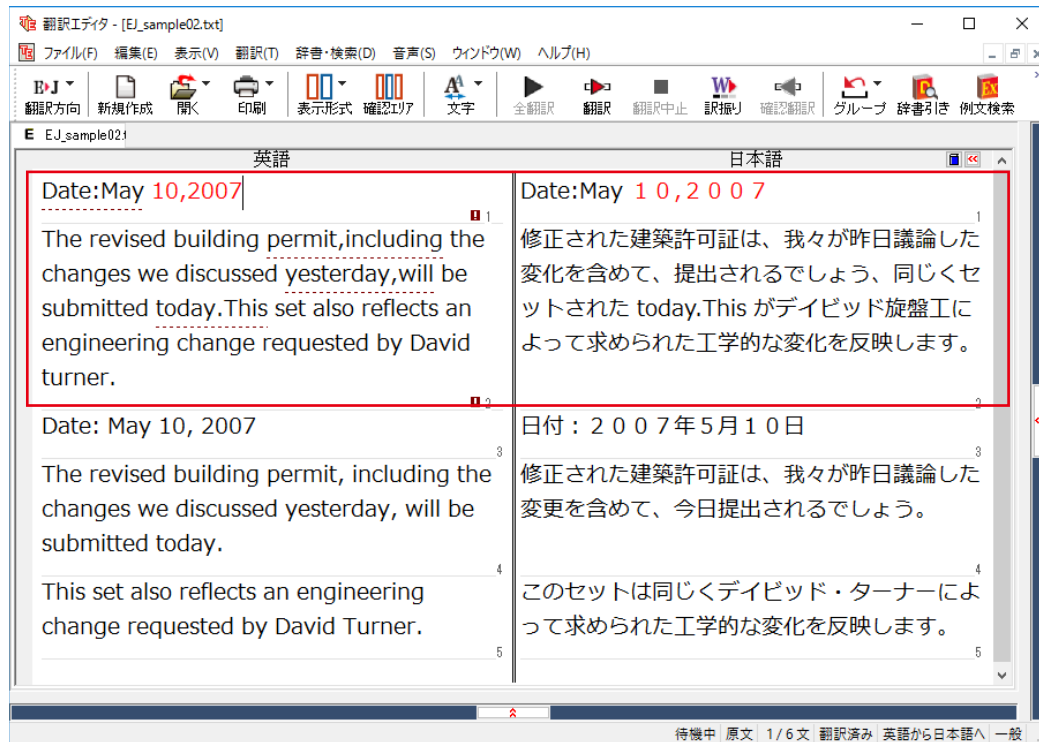 翻訳エディタ - [EJ_sample02.txt]
ファイル(F) 編集(E) 表示(V) 翻訳(T) 辞書・検索(D) 音声(S) ウィンドウ(W) ヘルプ(H)
E▸J
翻訳方向 新規作成 開く 印刷 表示形式 確認エリア 文字 全翻訳 翻訳 翻訳中止 訳振り 確認翻訳 グループ 辞書引き 例文検索
E EJ_sample02.t
英語 日本語
Date:May 10,2007
1
The revised building permit,including the
changes we discussed yesterday,will be
submitted today.This set also reflects an
engineering change requested by David
turner.
2
Date: May 10, 2007
3
The revised building permit, including the
changes we discussed yesterday, will be
submitted today.
4
This set also reflects an engineering
change requested by David Turner.
5
Date:May １０,２００７
1
修正された建築許可証は、我々が昨日議論した
変化を含めて、提出されるでしょう、同じくセ
ットされた today.This がデイビッド旋盤工に
よって求められた工学的な変化を反映します。
2
日付：２００７年５月１０日
3
修正された建築許可証は、我々が昨日議論した
変更を含めて、今日提出されるでしょう。
4
このセットは同じくデイビッド・ターナーによ
って求められた工学的な変化を反映します。
5
待機中 原文 1/6文 翻訳済み 英語から日本語へ 一般